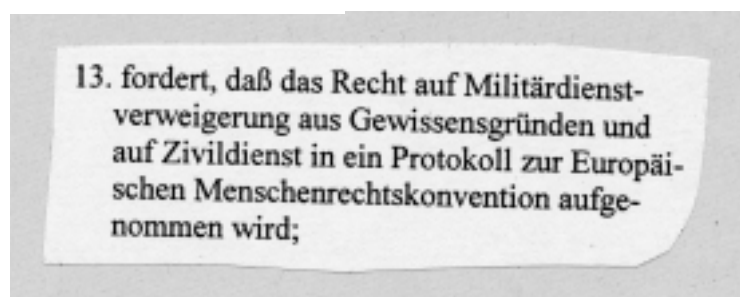 13. fordert, daß das Recht auf Militärdienst-
verweigerung aus Gewissensgründen und
auf Zivildienst in ein Protokoll zur Europäi-
schen Menschenrechtskonvention aufge-
nommen wird;